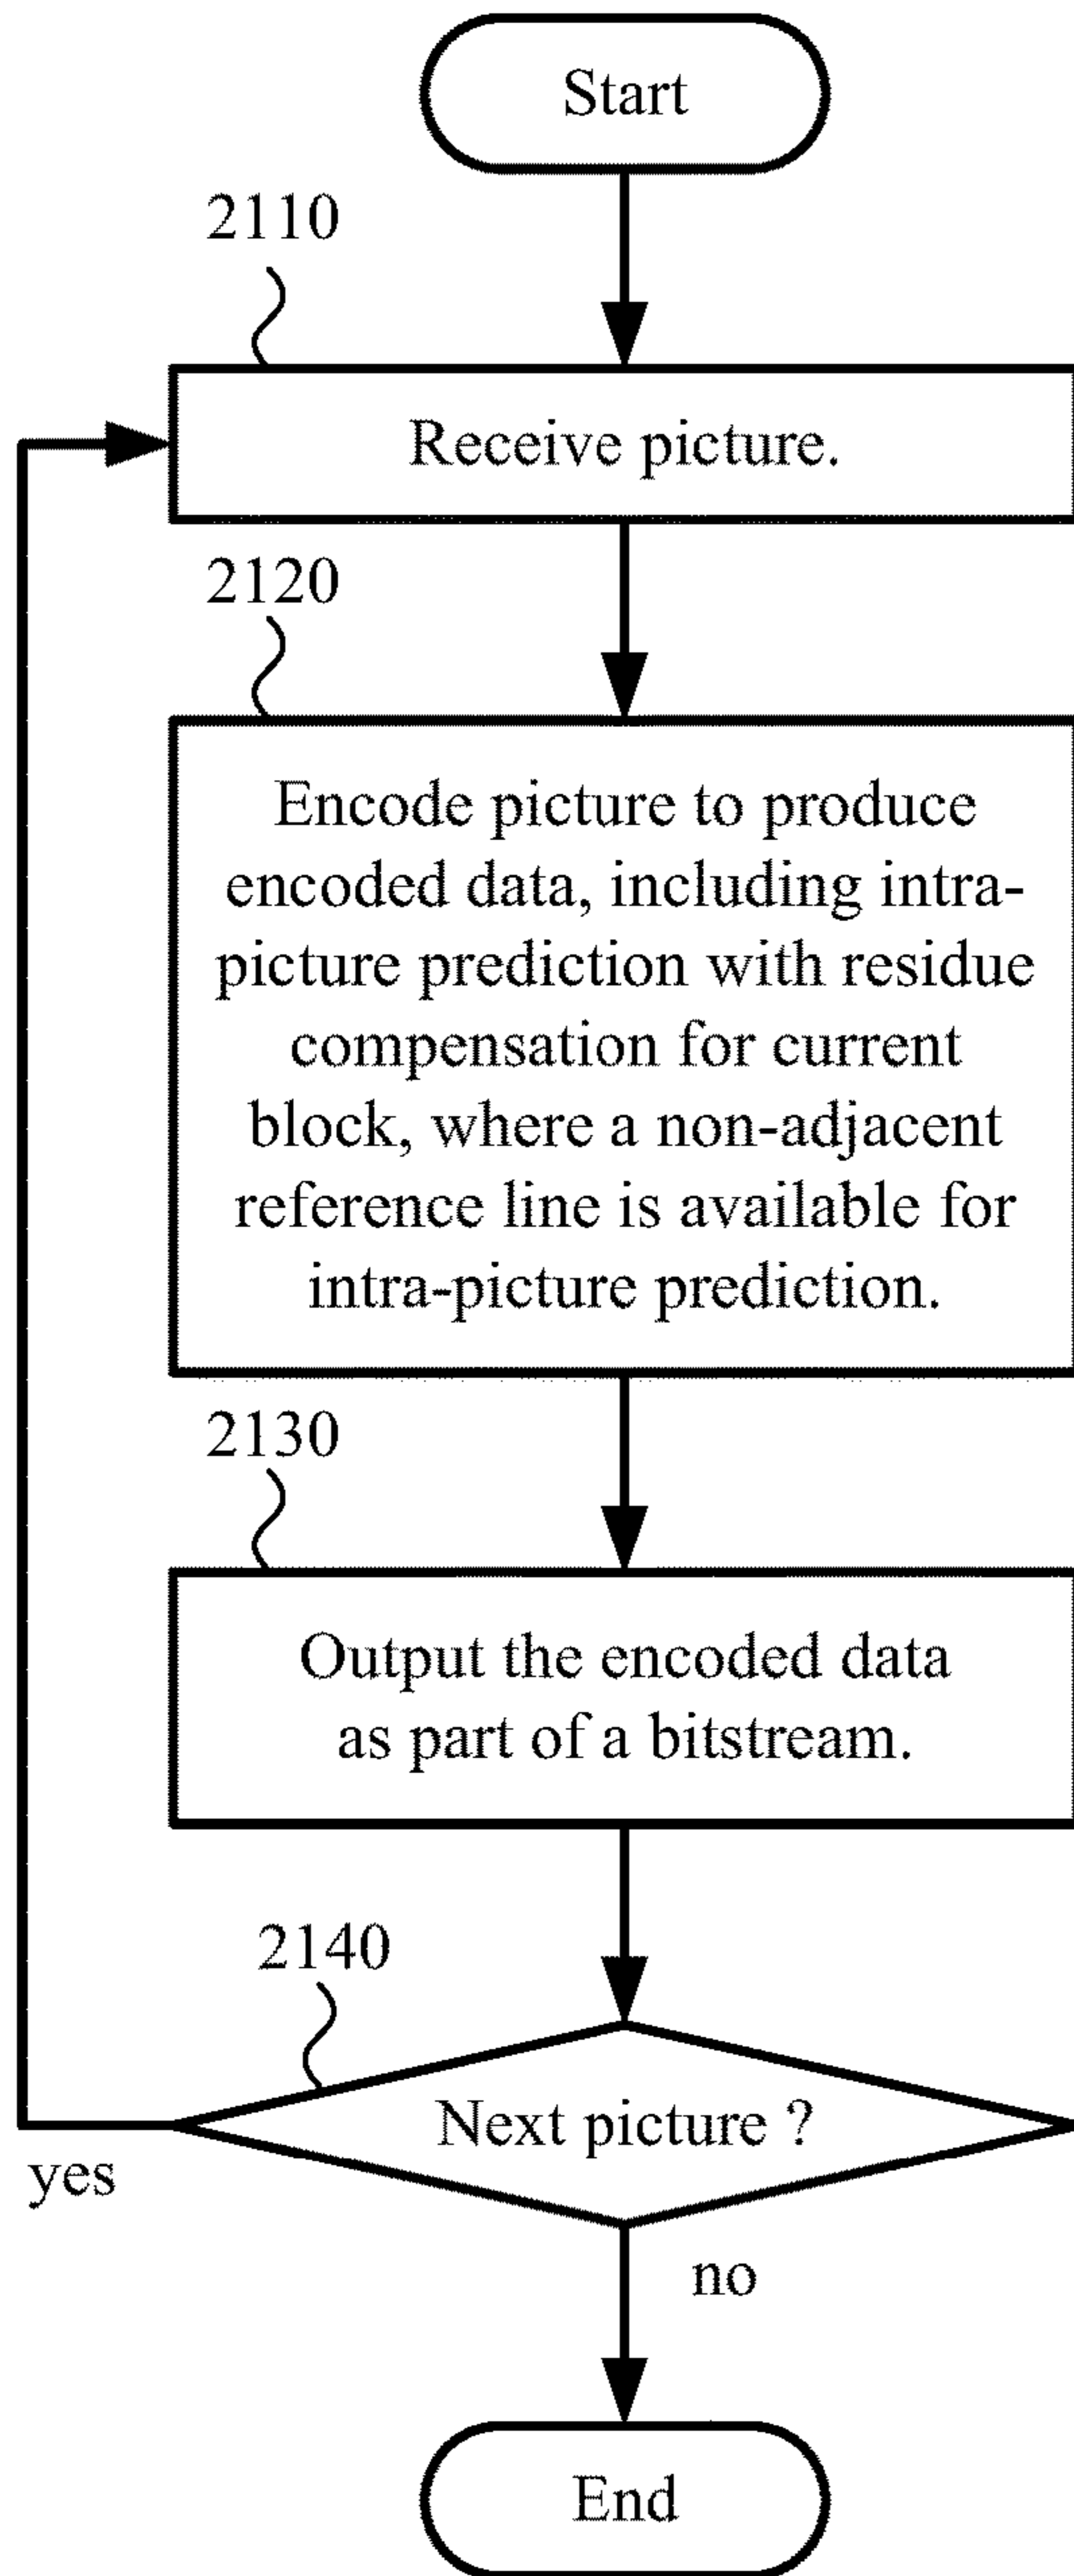 Start
2110
Receive picture.
2120
Encode picture to produce
encoded data, including intra-
picture prediction with residue
compensation for current
block, where a non-adjacent
reference line is available for
intra-picture prediction.
2130
Output the encoded data
as part of a bitstream.
2140
Next picture ?
yes
no
End